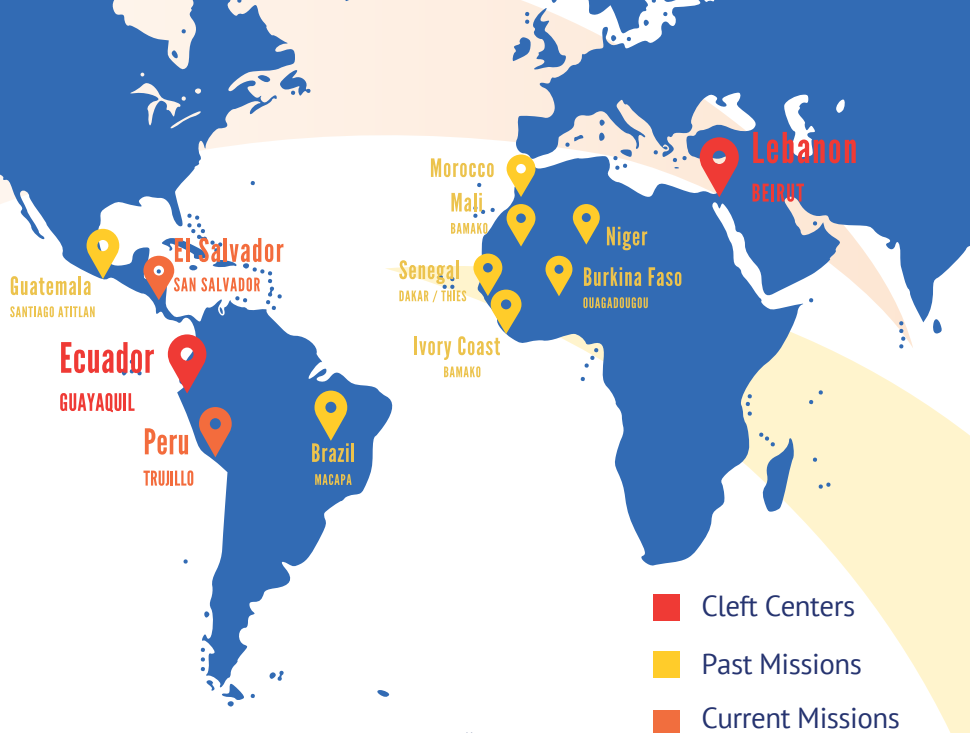 Lebanon
BEIRUT
Morocco
Mali
BAMAKO
Niger
El Salvador
SAN SALVADOR
Senegal
DAKAR / THIES
Burkina Faso
OUAGADOUGOU
Guatemala
SANTIAGO ATITLAN
Ivory Coast
BAMAKO
Ecuador
GUAYAQUIL
Peru
TRUJILLO
Brazil
MACAPA
Cleft Centers
Past Missions
Current Missions